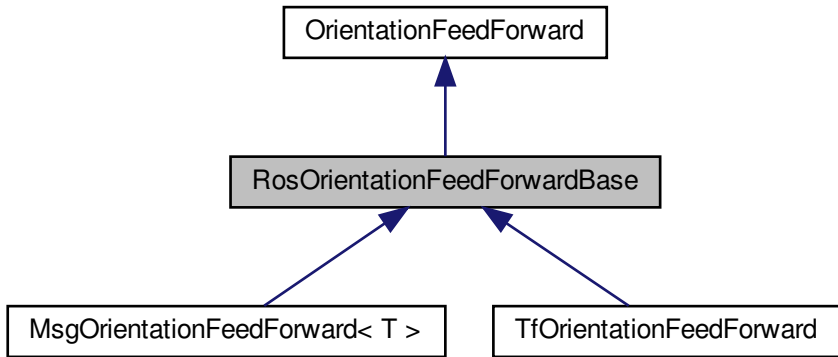 OrientationFeedForward
RosOrientationFeedForwardBase
MsgOrientationFeedForward< T >
TfOrientationFeedForward